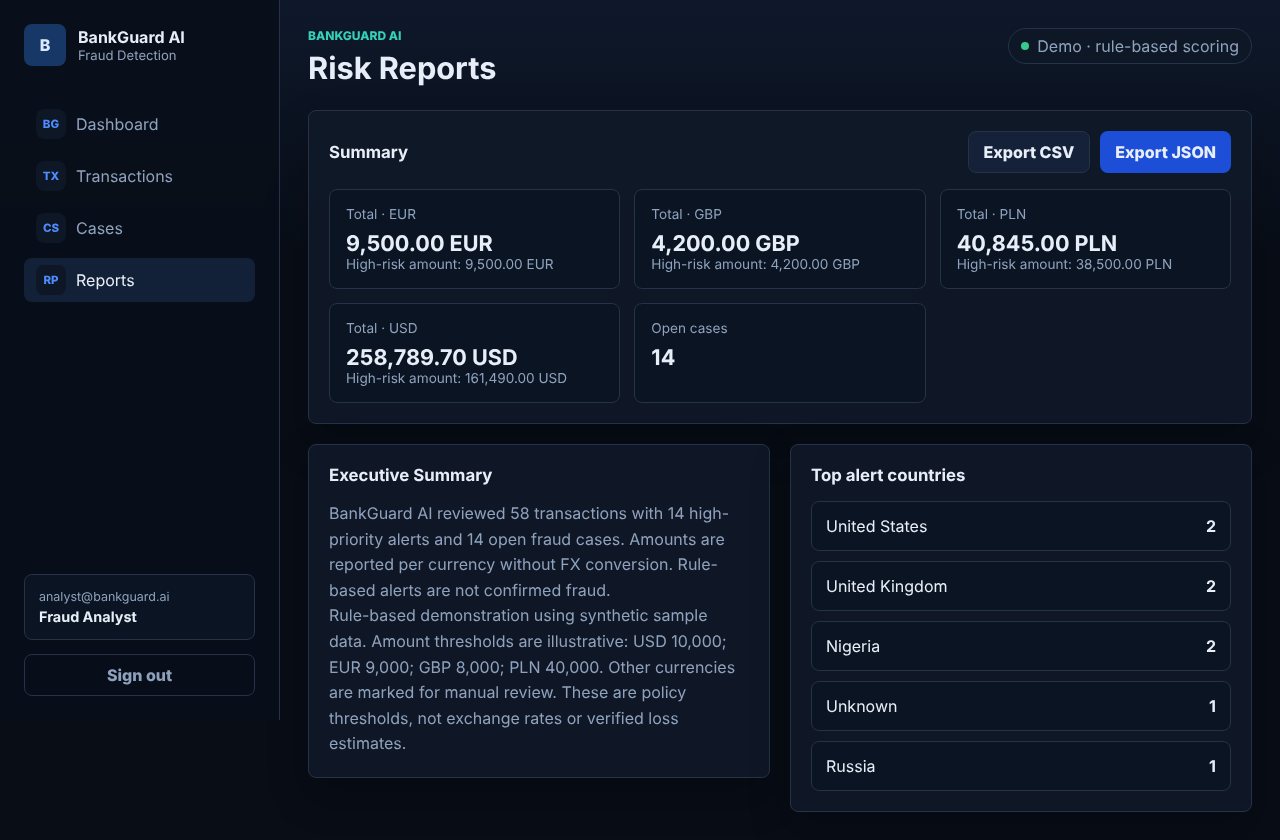 B
BankGuard AI
Fraud Detection
BG Dashboard
TX Transactions
CS Cases
RP Reports
analyst@bankguard.ai
Fraud Analyst
Sign out
BANKGUARD AI
Risk Reports
Demo · rule-based scoring
Summary
Export CSV
Export JSON
Total · EUR
9,500.00 EUR
High-risk amount: 9,500.00 EUR
Total · GBP
4,200.00 GBP
High-risk amount: 4,200.00 GBP
Total · PLN
40,845.00 PLN
High-risk amount: 38,500.00 PLN
Total · USD
258,789.70 USD
High-risk amount: 161,490.00 USD
Open cases
14
Executive Summary
BankGuard AI reviewed 58 transactions with 14 high-
priority alerts and 14 open fraud cases. Amounts are
reported per currency without FX conversion. Rule-
based alerts are not confirmed fraud.
Rule-based demonstration using synthetic sample
data. Amount thresholds are illustrative: USD 10,000;
EUR 9,000; GBP 8,000; PLN 40,000. Other currencies
are marked for manual review. These are policy
thresholds, not exchange rates or verified loss
estimates.
Top alert countries
United States 2
United Kingdom 2
Nigeria 2
Unknown 1
Russia 1